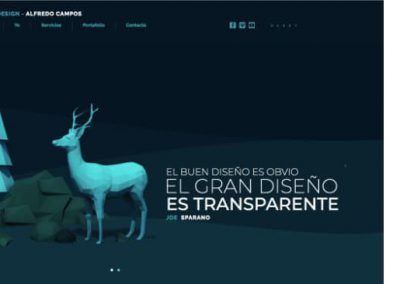 DESIGN - ALFREDO CAMPOS
Yo Servicios Portafolio Contacto
EL BUEN DISEÑO ES OBVIO
EL GRAN DISEÑO
ES TRANSPARENTE
JOE SPARANO